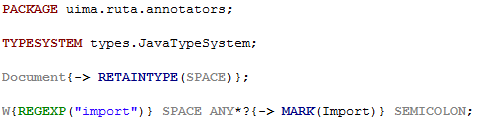 PACKAGE uima.ruta.annotators;
TYPESYSTEM types.JavaTypeSystem;
Document{-> RETAINTYPE(SPACE)};
W{REGEXP("import")} SPACE ANY*?{-> MARK(Import)} SEMICOLON;